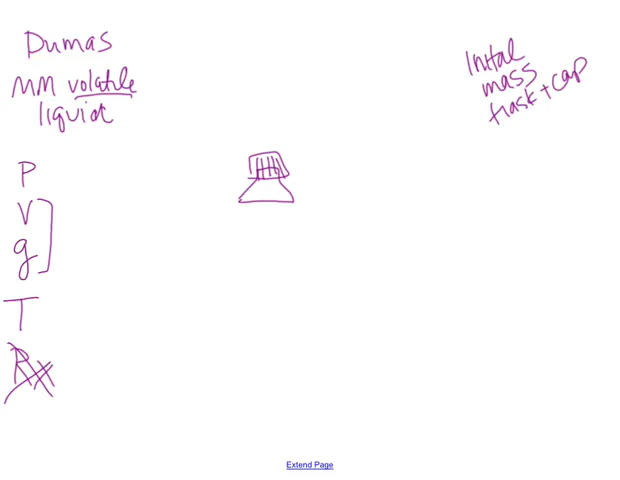 Dumas
MM volatile
liquid
Initial
mass
flask + cap
P
V
g
T
Extend Page